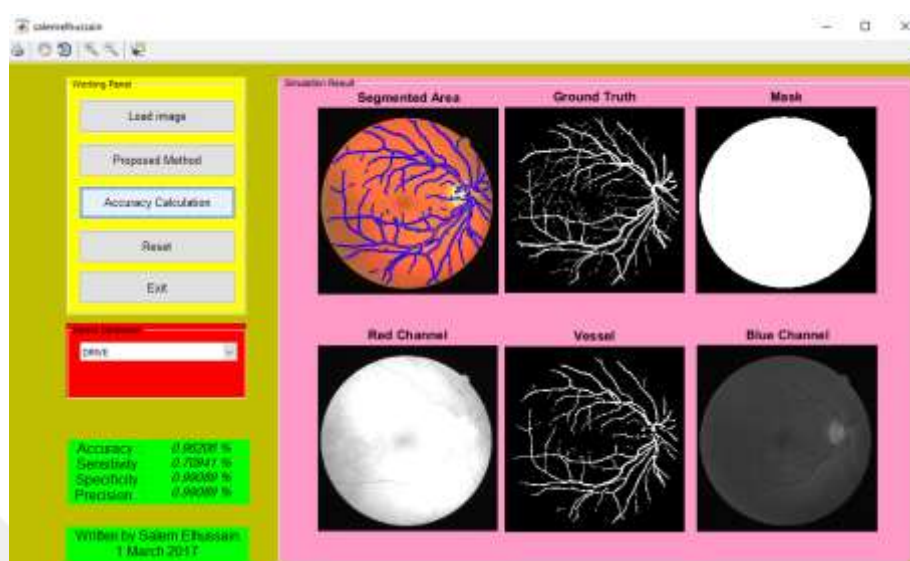 salemelhussain
Working Panel
Load image
Proposed Method
Accuracy Calculation
Reset
Exit
DRIVE
Accuracy
Sensitivity 0.70941 %
Specificity 0.99089 %
Precision 0.99089 %
Written by Salem Elhussain
1 March 2017
Simulation Result
Segmented Area
Ground Truth
Mask
Red Channel
Vessel
Blue Channel